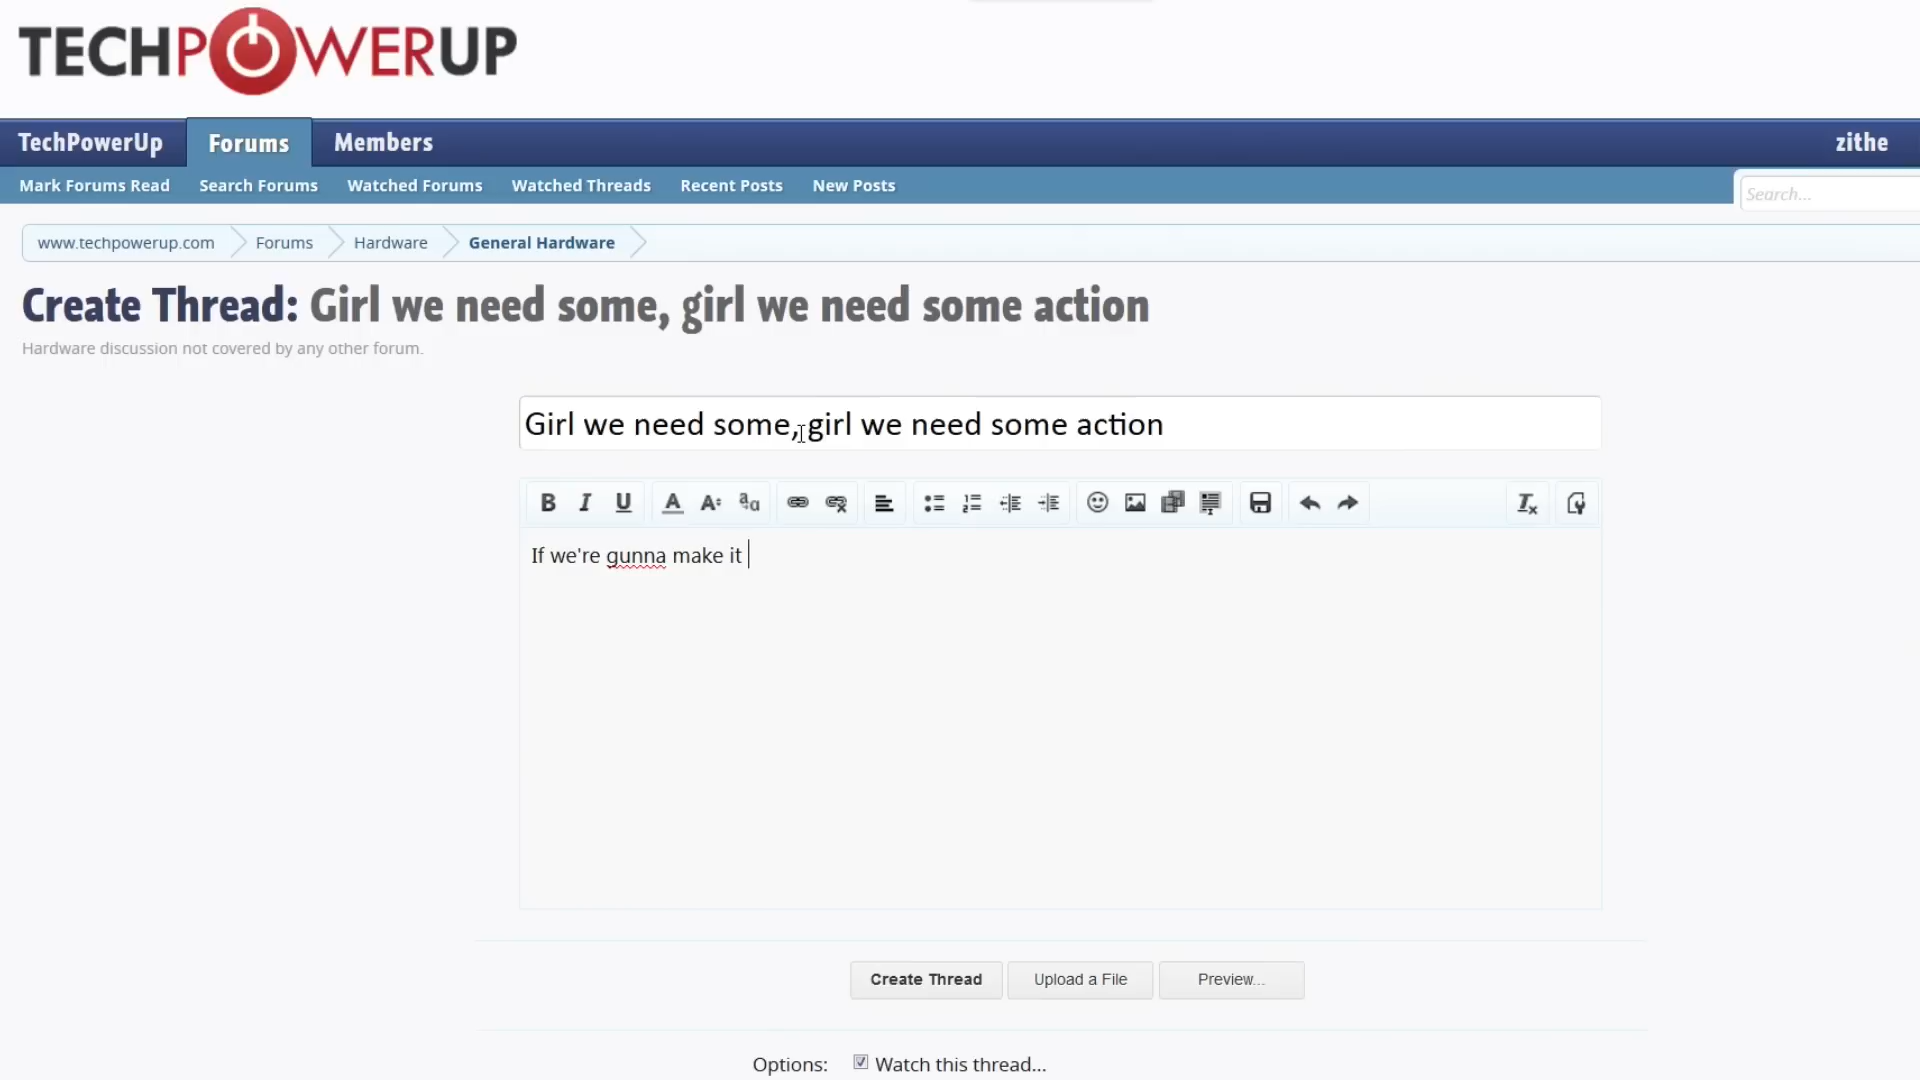 TECHPOWERUP
TechPowerUp Forums Members zithe
Mark Forums Read Search Forums Watched Forums Watched Threads Recent Posts New Posts Search...
www.techpowerup.com Forums Hardware General Hardware
Create Thread: Girl we need some, girl we need some action
Hardware discussion not covered by any other forum.
Girl we need some, girl we need some action
If we're gunna make it
Create Thread Upload a File Preview...
Options: Watch this thread...